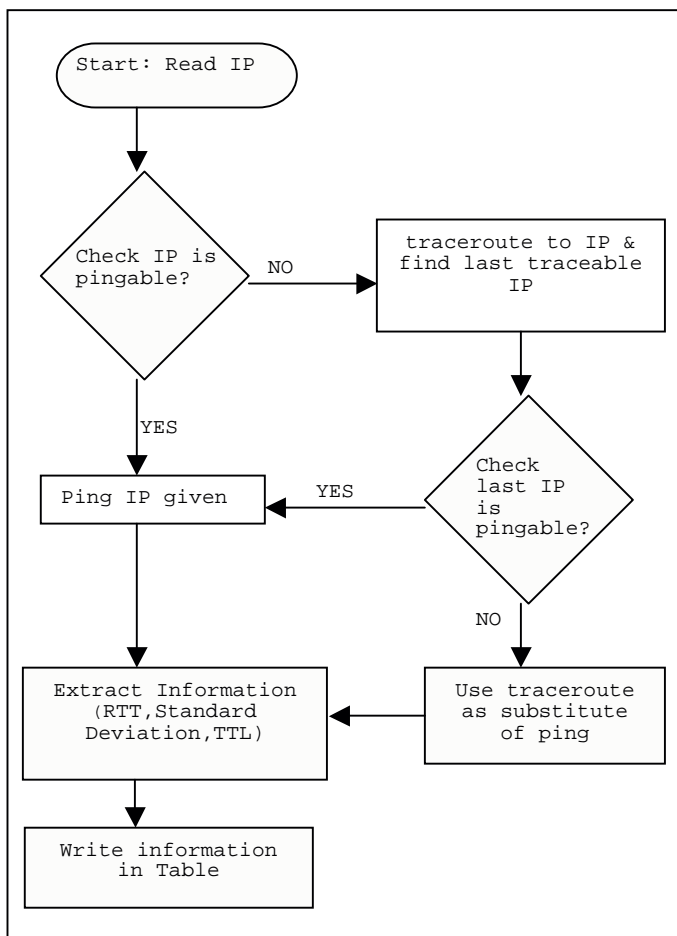 Start: Read IP
Check IP is
pingable?
NO
traceroute to IP &
find last traceable
IP
YES
Ping IP given
YES
Check
last IP
is
pingable?
NO
Extract Information
(RTT,Standard
Deviation,TTL)
Use traceroute
as substitute
of ping
Write information
in Table